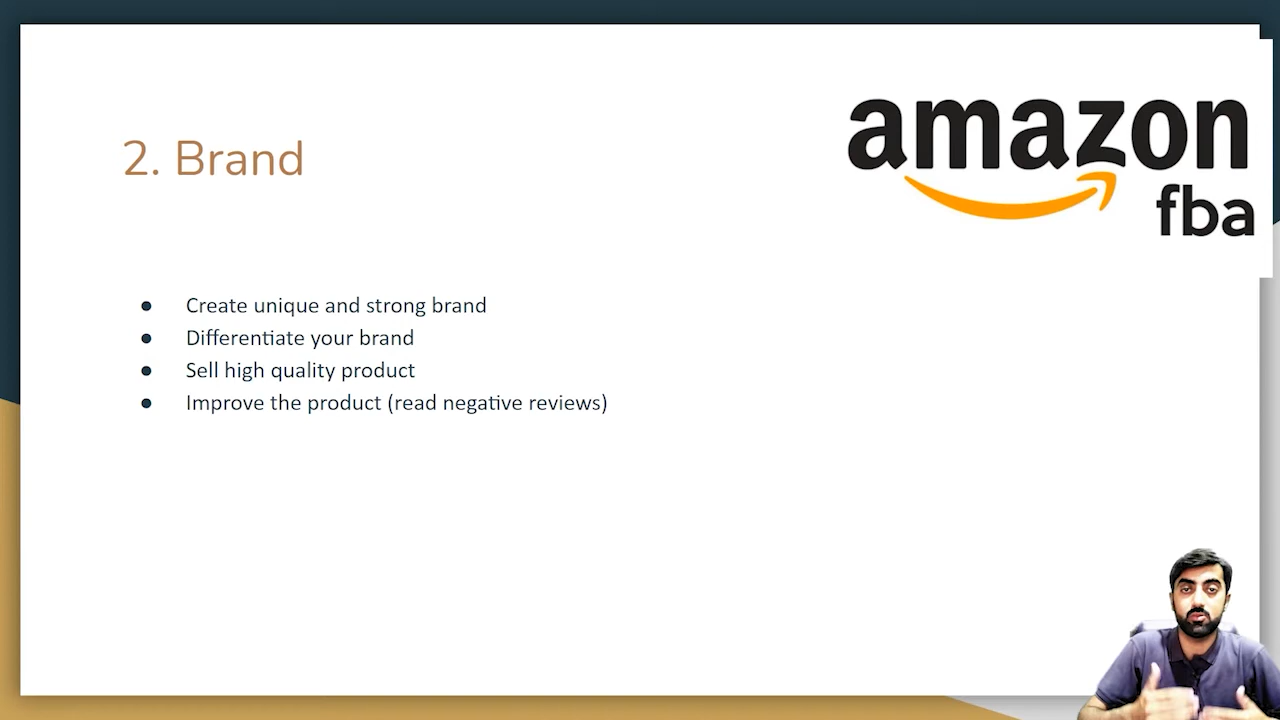 amazon
fba
2. Brand
● Create unique and strong brand
● Differentiate your brand
● Sell high quality product
● Improve the product (read negative reviews)